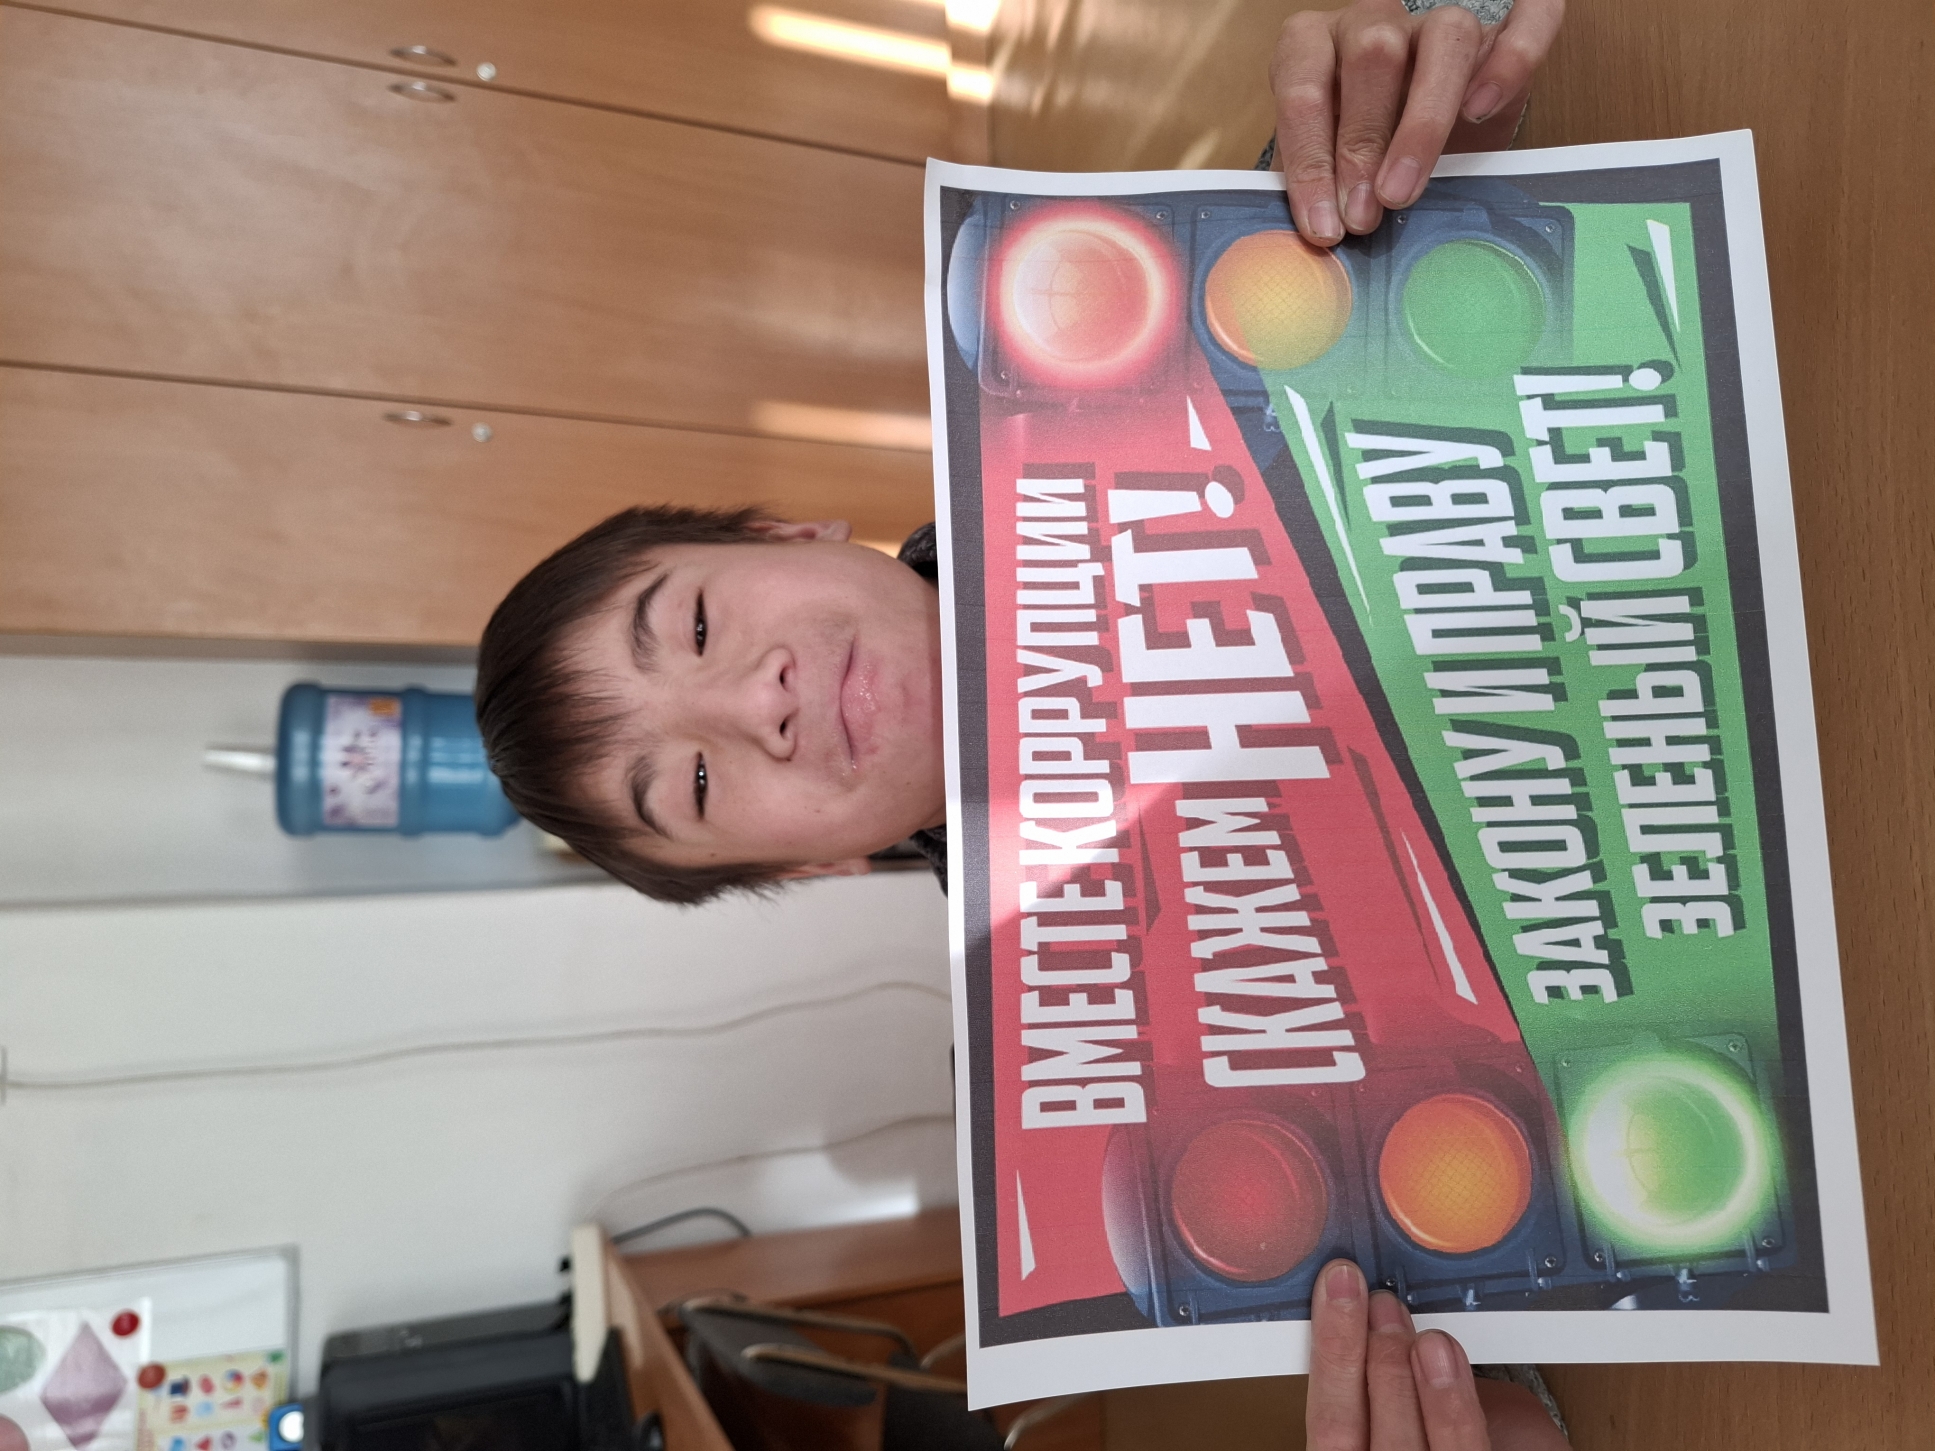 ВМЕСТЕ КОРРУПЦИИ
СКАЖЕМ НЕТ!
ЗАКОНУ И ПРАВУ
ЗЕЛЕНЫЙ СВЕТ!